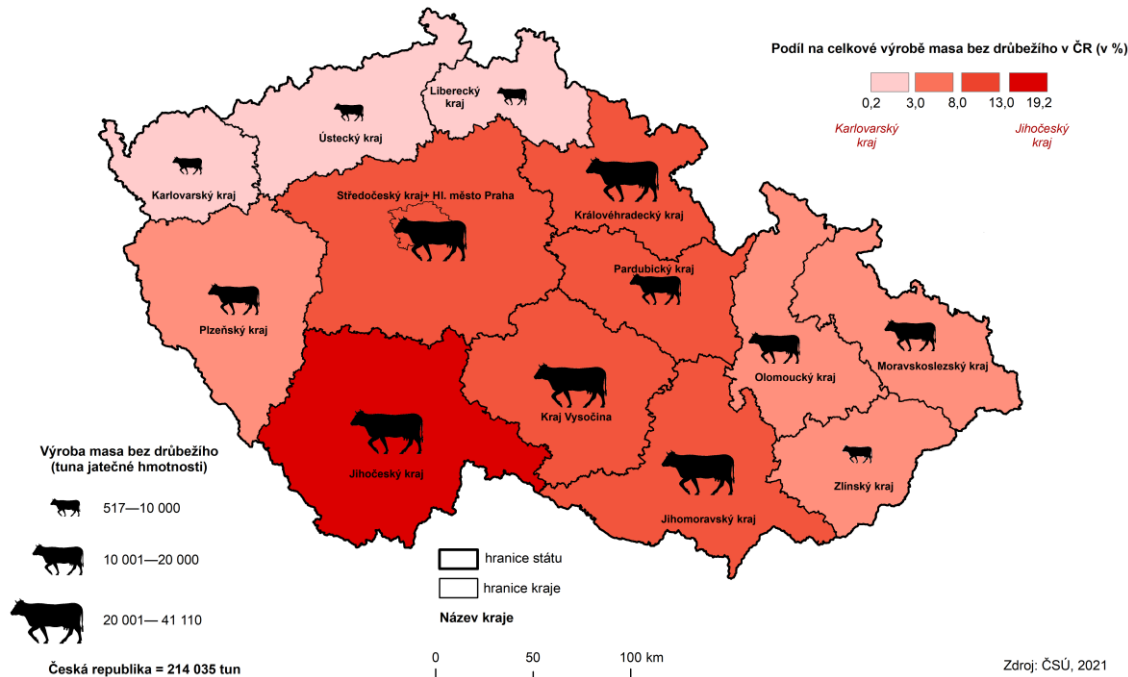 Podíl na celkové výrobě masa bez drůbežího v ČR (v %)
0,2 3,0 8,0 13,0 19,2
Karlovarský
kraj
Jihočeský
kraj
Liberecký
kraj
Ústecký kraj
Karlovarský kraj
Středočeský kraj+ Hl. město Praha
Královéhradecký kraj
Pardubický kraj
Plzeňský kraj
Olomoucký kraj
Moravskoslezský kraj
Kraj Vysočina
Jihočeský kraj
Zlínský kraj
Jihomoravský kraj
Výroba masa bez drůbežího
(tuna jatečné hmotnosti)
517—10 000
10 001—20 000
20 001— 41 110
Česká republika = 214 035 tun
hranice státu
hranice kraje
Název kraje
0 50 100 km
Zdroj: ČSÚ, 2021